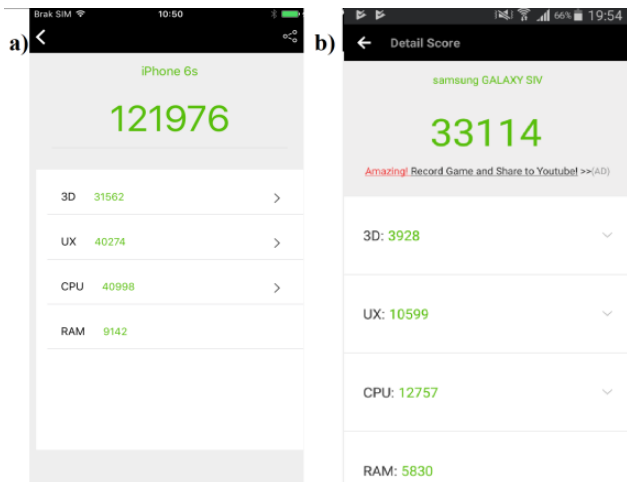 a)
Brak SIM 10:50
iPhone 6s
121976
3D 31562
UX 40274
CPU 40998
RAM 9142
b)
66% 19:54
Detail Score
samsung GALAXY SIV
33114
Amazing! Record Game and Share to Youtube! >>(AD)
3D: 3928
UX: 10599
CPU: 12757
RAM: 5830